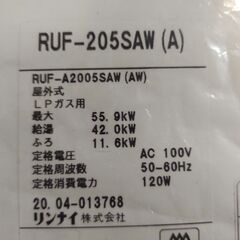 RUF-205SAW (A)
RUF-A2005SAW (AW)
屋外式
LPガス用
最大 55.9kW
給湯 42.0kW
ふろ 11.6kW
定格電圧 AC 100V
定格周波数 50-60Hz
定格消費電力 120W
20.04-013768
リンナイ株式会社